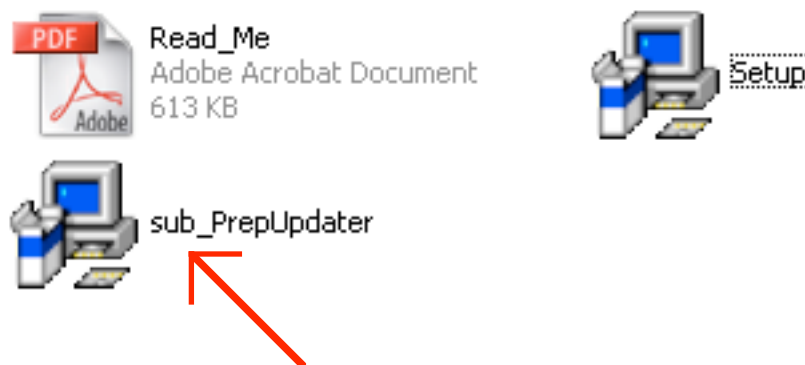 PDF
Adobe
Read_Me
Adobe Acrobat Document
613 KB
Setup
sub_PrepUpdater